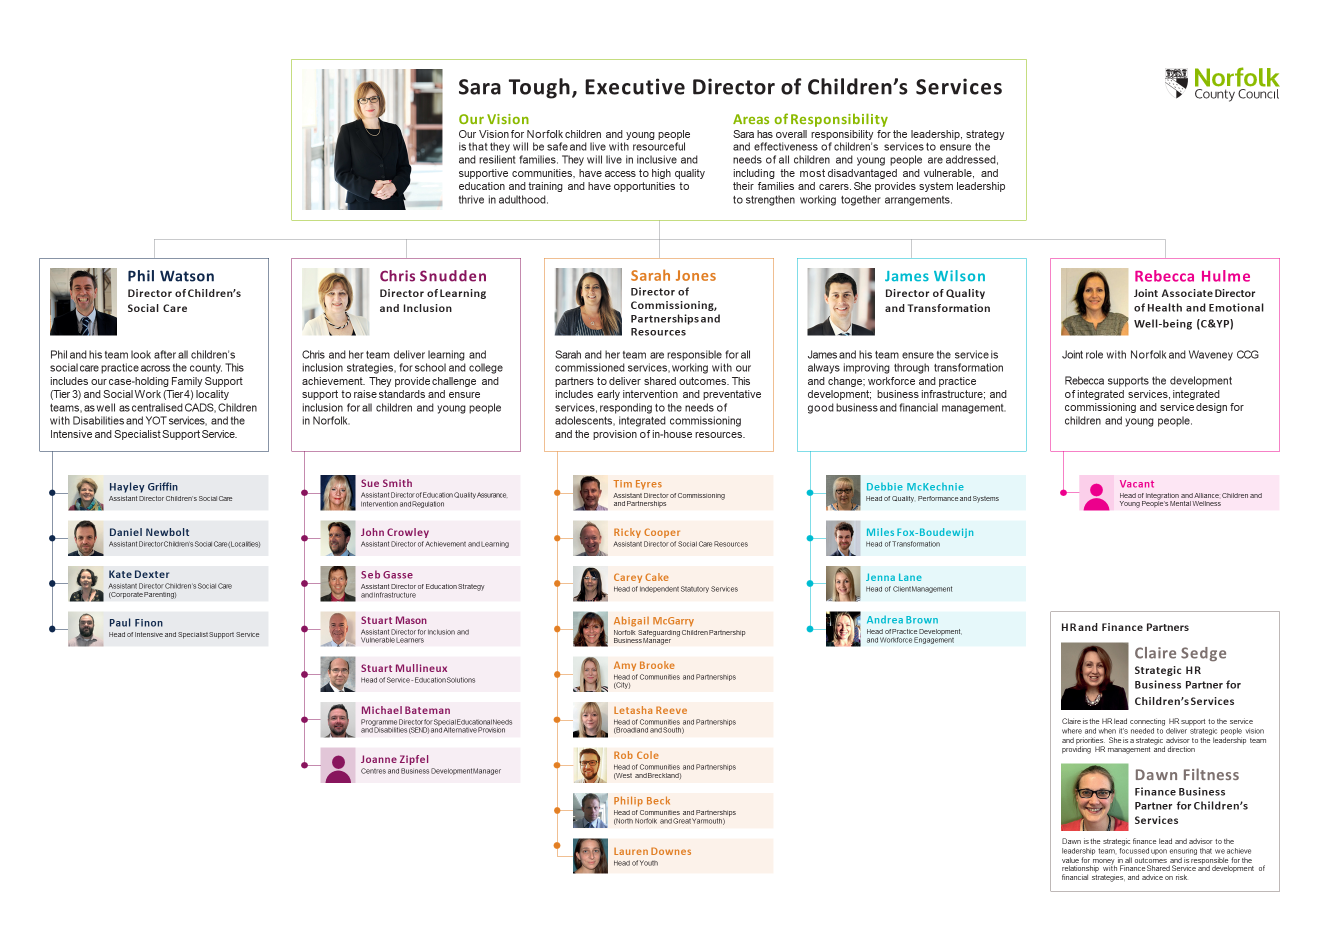 Sara Tough, Executive Director of Children's Services
Our Vision
Our Vision for Norfolk children and young people
is that they will be safe and live with resourceful
and resilient families. They will live in inclusive and
supportive communities, have access to high quality
education and training and have opportunities to
thrive in adulthood.
Areas of Responsibility
Sara has overall responsibility for the leadership, strategy
and effectiveness of children's services to ensure the
needs of all children and young people are addressed,
including the most disadvantaged and vulnerable, and
their families and carers. She provides system leadership
to strengthen working together arrangements.
Norfolk
County Council
Phil Watson
Director of Children's
Social Care
Phil and his team look after all children's
social care practice across the county. This
includes our case-holding Family Support
(Tier 3) and Social Work (Tier 4) locality
teams, as well as centralised CADS, Children
with Disabilities and YOT services, and the
Intensive and Specialist Support Service.
Hayley Griffin
Assistant Director Children's Social Care
Daniel Newbolt
Assistant Director Children's Social Care (Localities)
Kate Dexter
Assistant Director Children's Social Care
(Corporate Parenting)
Paul Finon
Head of Intensive and Specialist Support Service
Chris Snudden
Director of Learning
and Inclusion
Chris and her team deliver learning and
inclusion strategies, for school and college
achievement. They provide challenge and
support to raise standards and ensure
inclusion for all children and young people
in Norfolk.
Sue Smith
Assistant Director of Education Quality Assurance,
Intervention and Regulation
John Crowley
Assistant Director of Achievement and Learning
Seb Gasse
Assistant Director of Education Strategy
and Infrastructure
Stuart Mason
Assistant Director for Inclusion and
Vulnerable Learners
Stuart Mullineux
Head of Service - Education Solutions
Michael Bateman
Programme Director for Special Educational Needs
and Disabilities (SEND) and Alternative Provision
Joanne Zipfel
Centres and Business Development Manager
Sarah Jones
Director of
Commissioning,
Partnerships and
Resources
Sarah and her team are responsible for all
commissioned services, working with our
partners to deliver shared outcomes. This
includes early intervention and preventative
services, responding to the needs of
adolescents, integrated commissioning
and the provision of in-house resources.
Tim Eyres
Assistant Director of Commissioning
and Partnerships
Ricky Cooper
Assistant Director of Social Care Resources
Carey Cake
Head of Independent Statutory Services
Abigail McGarry
Norfolk Safeguarding Children Partnership
Business Manager
Amy Brooke
Head of Communities and Partnerships
(City)
Letasha Reeve
Head of Communities and Partnerships
(Broadland and South)
Rob Cole
Head of Communities and Partnerships
(West and Breckland)
Philip Beck
Head of Communities and Partnerships
(North Norfolk and Great Yarmouth)
Lauren Downes
Head of Youth
James Wilson
Director of Quality
and Transformation
James and his team ensure the service is
always improving through transformation
and change; workforce and practice
development; business infrastructure; and
good business and financial management.
Debbie McKechnie
Head of Quality, Performance and Systems
Miles Fox-Boudewijn
Head of Transformation
Jenna Lane
Head of Client Management
Andrea Brown
Head of Practice Development,
and Workforce Engagement
Rebecca Hulme
Joint Associate Director
of Health and Emotional
Well-being (C&YP)
Joint role with Norfolk and Waveney CCG
Rebecca supports the development
of integrated services, integrated
commissioning and service design for
children and young people.
Vacant
Head of Integration and Alliance; Children and
Young People's Mental Wellness
HR and Finance Partners
Claire Sedge
Strategic HR
Business Partner for
Children's Services
Claire is the HR lead connecting HR support to the service
where and when it's needed to deliver strategic people vision
and priorities. She is a strategic advisor to the leadership team
providing HR management and direction
Dawn Filtness
Finance Business
Partner for Children's
Services
Dawn is the strategic finance lead and advisor to the
leadership team, focussed upon ensuring that we achieve
value for money in all outcomes and is responsible for the
relationship with Finance Shared Service and development of
financial strategies, and advice on risk.